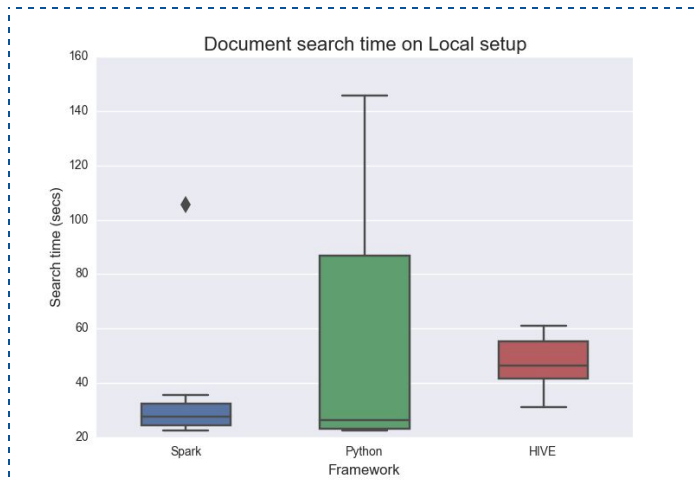 Document search time on Local setup
160
140
120
100
80
60
40
20
Search time (secs)
Spark Python HIVE
Framework